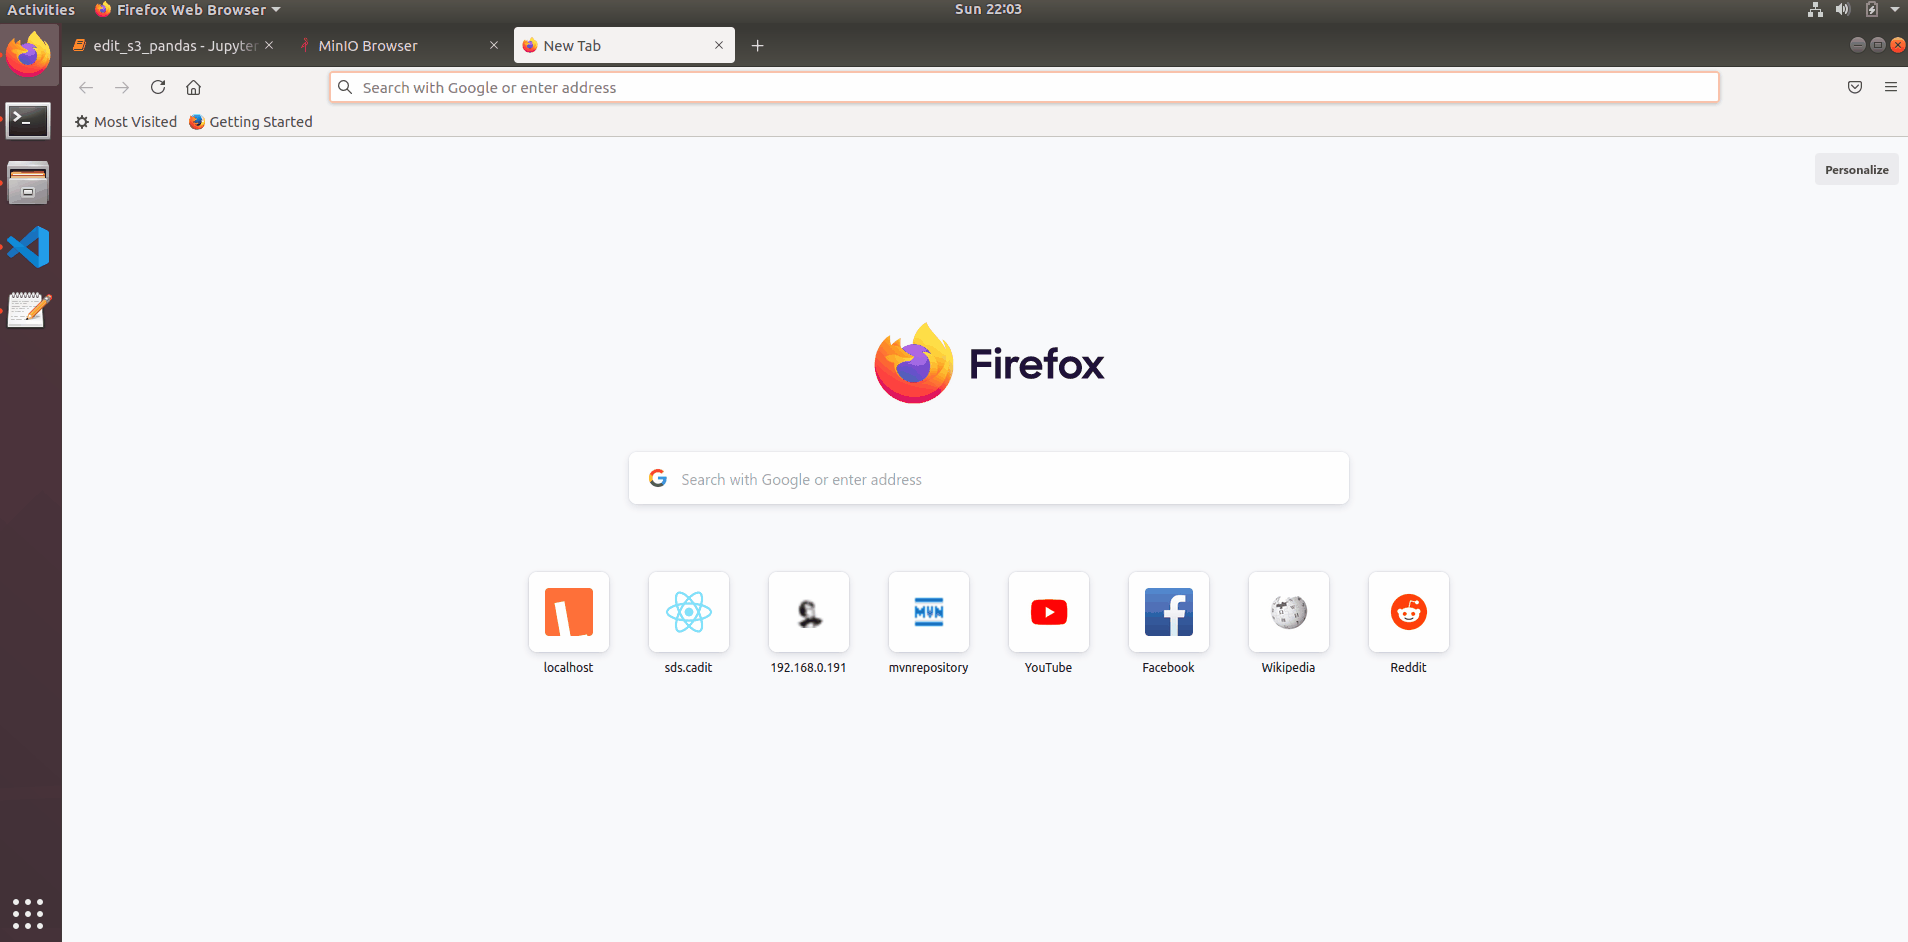 Activities Firefox Web Browser Sun 22:03
edit_s3_pandas - Jupyter MinIO Browser New Tab
Search with Google or enter address
Most Visited Getting Started
Personalize
Firefox
Search with Google or enter address
localhost sds.cadit 192.168.0.191 mvnrepository YouTube Facebook Wikipedia Reddit